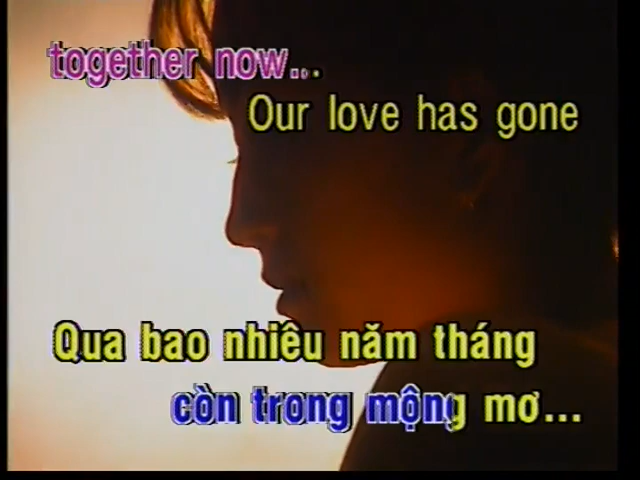 together now...
Our love has gone
Qua bao nhiêu năm tháng
còn trong mộng mơ...